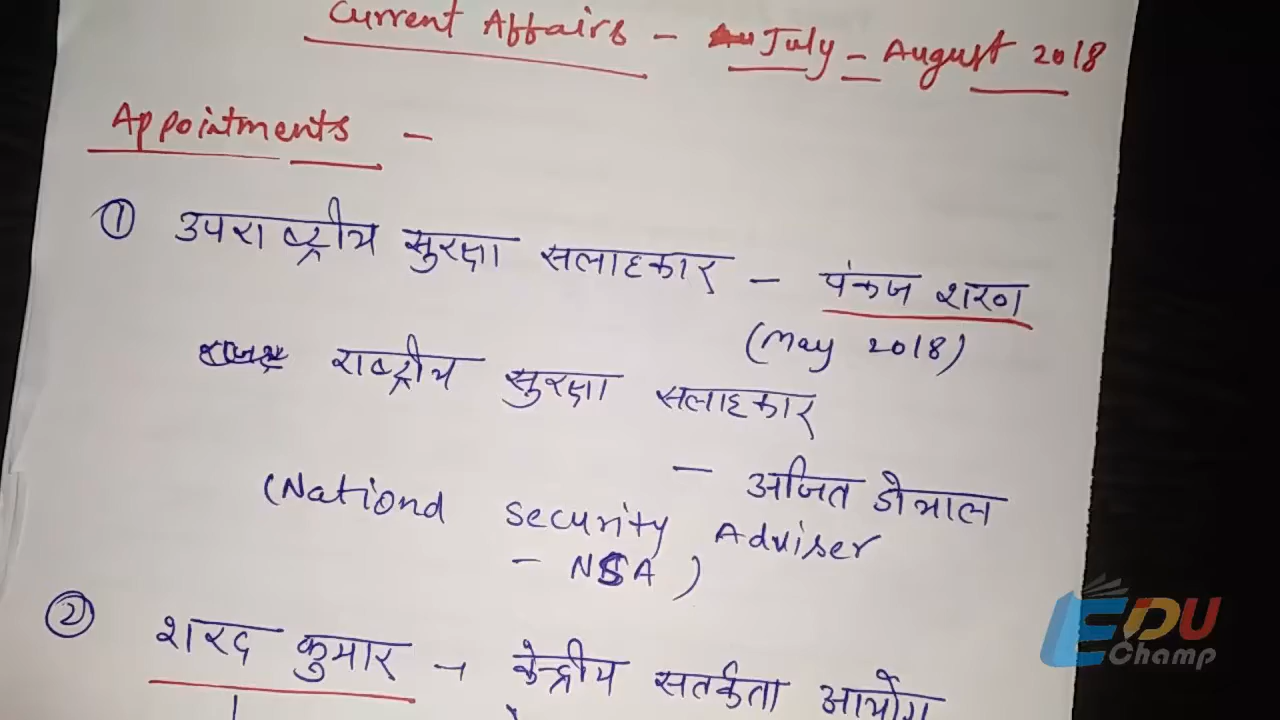 Current Affairs - July - August 2018
Appointments -
① उपराष्ट्रीय सुरक्षा सलाहकार - पंकज शरण
(May 2018)
राष्ट्रीय सुरक्षा सलाहकार
- अजित डोभाल
(National Security Adviser
- NSA)
② शरद कुमार → केन्द्रीय सतर्कता आयोग
EDU
Champ